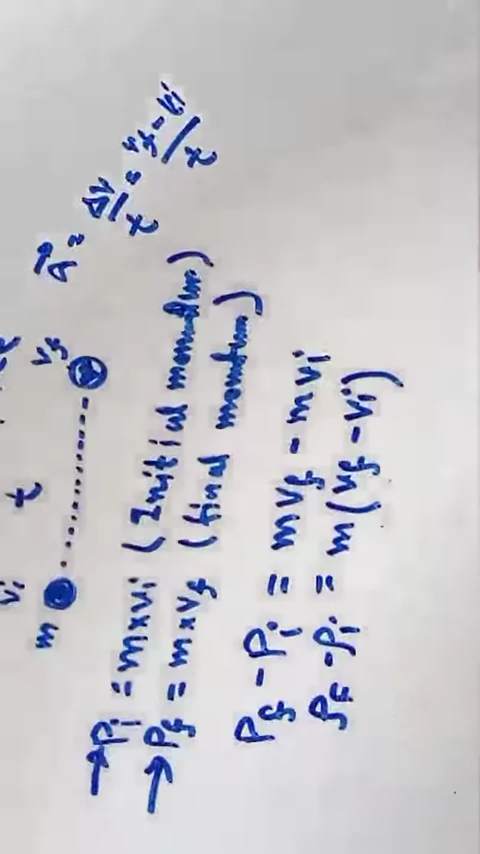 a = Δv/t = vf - vi/t
vi t vf
m
→ Pi = m×vi (Initial momentum)
→ Pf = m×vf (final momentum)
Pf - Pi = mvf - mvi
Pf - Pi = m(vf - vi)